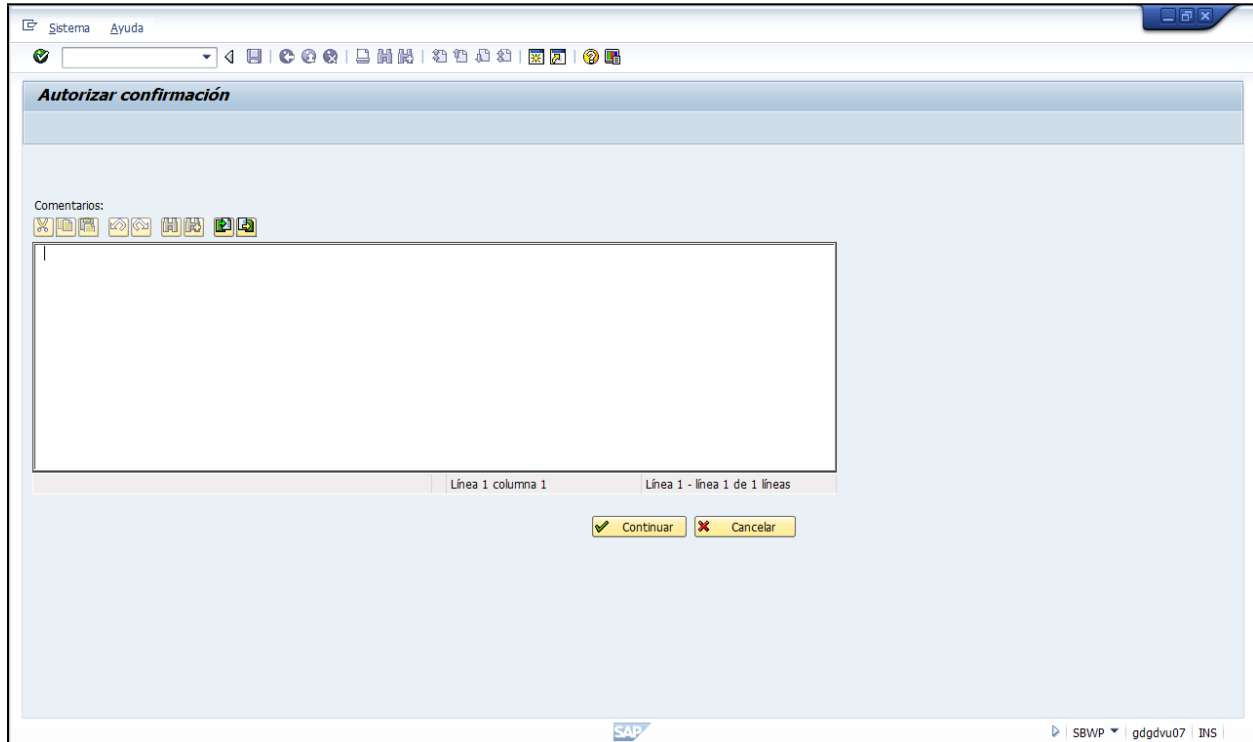 Sistema Ayuda
Autorizar confirmación
Comentarios:
Línea 1 columna 1 Línea 1 - línea 1 de 1 líneas
Continuar Cancelar
SAP SBWP gdgdvu07 INS